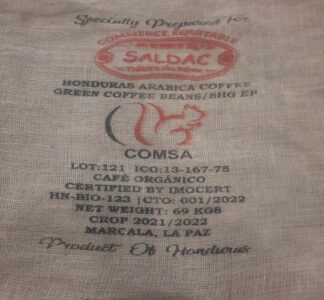 Specially Prepared For
COMMERCE EQUITABLE
SALDAC
HONDURAS ARABICA COFFEE
GREEN COFFEE BEANS/SHG EP
COMSA
LOT:121 ICO:13-167-75
CAFÉ ORGÁNICO
CERTIFIED BY IMOCERT
HN-BIO-123 | CTO: 001/2022
NET WEIGHT: 69 KGS
CROP 2021/2022
MARCALA, LA PAZ
Product Of Honduras